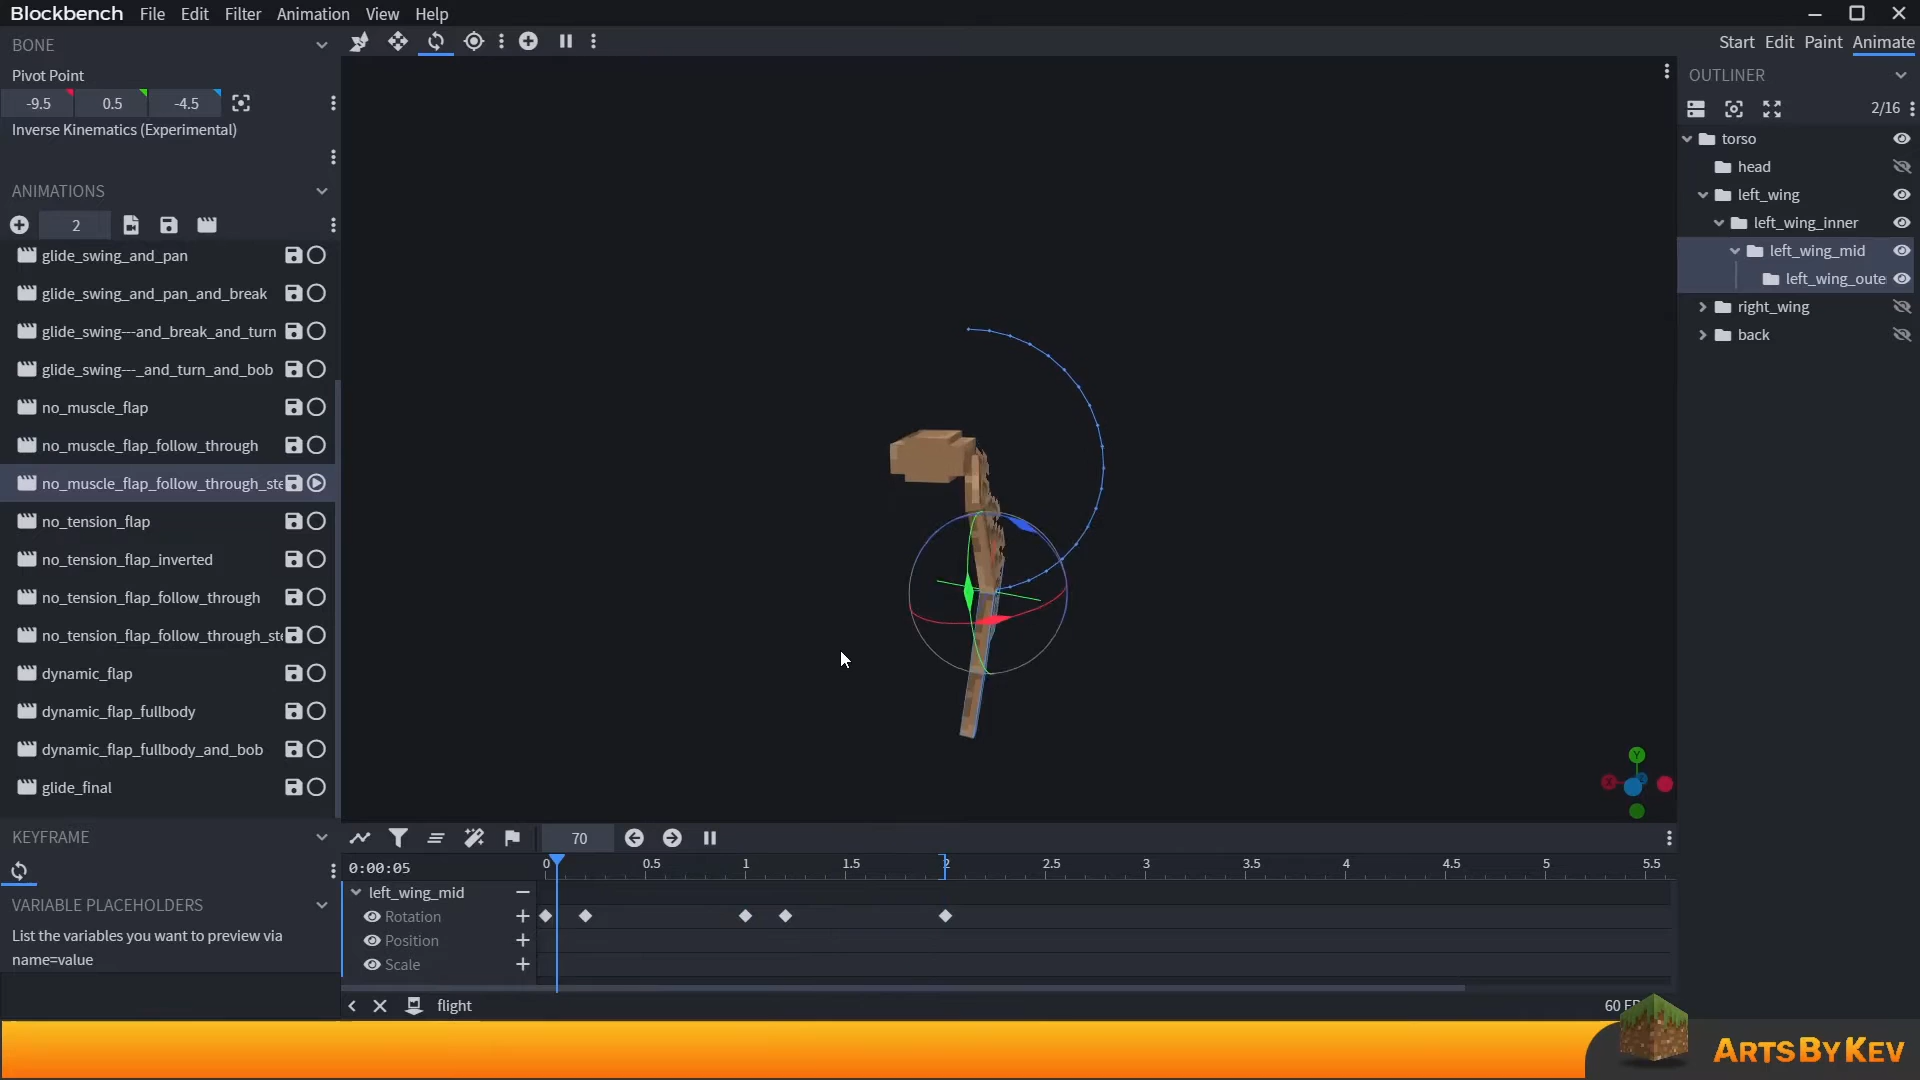 Blockbench File Edit Filter Animation View Help
Start Edit Paint Animate
BONE
Pivot Point
-9.5 0.5 -4.5
Inverse Kinematics (Experimental)
ANIMATIONS
2
glide_swing_and_pan
glide_swing_and_pan_and_break
glide_swing---and_break_and_turn
glide_swing---_and_turn_and_bob
no_muscle_flap
no_muscle_flap_follow_through
no_muscle_flap_follow_through_ste
no_tension_flap
no_tension_flap_inverted
no_tension_flap_follow_through
no_tension_flap_follow_through_ste
dynamic_flap
dynamic_flap_fullbody
dynamic_flap_fullbody_and_bob
glide_final
KEYFRAME
VARIABLE PLACEHOLDERS
List the variables you want to preview via
name=value
OUTLINER
2/16
torso
head
left_wing
left_wing_inner
left_wing_mid
left_wing_oute
right_wing
back
Y
X
70
0:00:05 0 0.5 1 1.5 2 2.5 3 3.5 4 4.5 5 5.5
left_wing_mid
Rotation
Position
Scale
flight
60
ARTSBYKEV